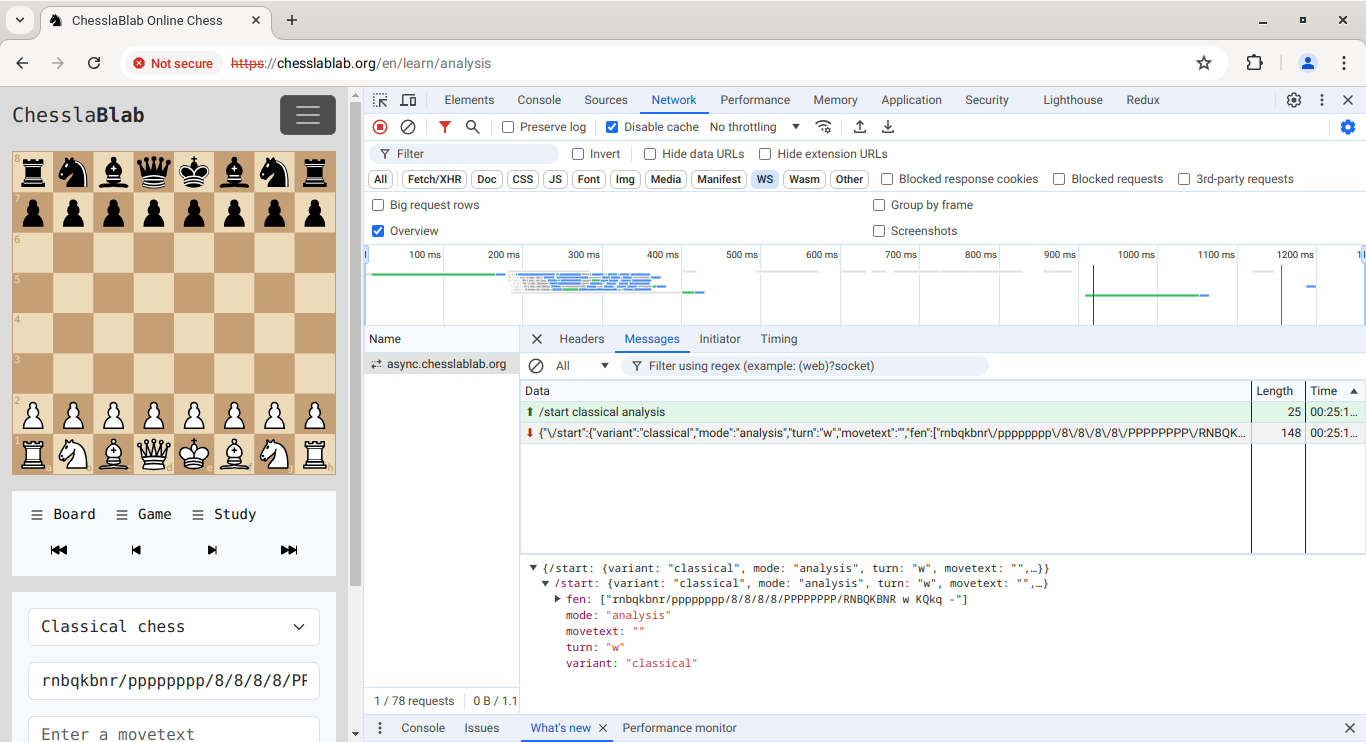 ChesslaBlab Online Chess
Not secure https://chesslablab.org/en/learn/analysis
ChesslaBlab
8
7
6
5
4
3
2
1 a b c d e f g h
Board Game Study
Classical chess
rnbqkbnr/pppppppp/8/8/8/8/PP
Enter a movetext
Elements Console Sources Network Performance Memory Application Security Lighthouse Redux
Preserve log Disable cache No throttling
Filter Invert Hide data URLs Hide extension URLs
All Fetch/XHR Doc CSS JS Font Img Media Manifest WS Wasm Other Blocked response cookies Blocked requests 3rd-party requests
Big request rows Group by frame
Overview Screenshots
100 ms 200 ms 300 ms 400 ms 500 ms 600 ms 700 ms 800 ms 900 ms 1000 ms 1100 ms 1200 ms
Name Headers Messages Initiator Timing
async.chesslablab.org All Filter using regex (example: (web)?socket)
Data Length Time
/start classical analysis 25 00:25:1…
{"\/start":{"variant":"classical","mode":"analysis","turn":"w","movetext":"","fen":["rnbqkbnr\/pppppppp\/8\/8\/8\/8\/PPPPPPPP\/RNBQK… 148 00:25:1…
{/start: {variant: "classical", mode: "analysis", turn: "w", movetext: "",…}}
/start: {variant: "classical", mode: "analysis", turn: "w", movetext: "",…}
fen: ["rnbqkbnr/pppppppp/8/8/8/8/PPPPPPPP/RNBQKBNR w KQkq -"]
mode: "analysis"
movetext: ""
turn: "w"
variant: "classical"
1 / 78 requests 0 B / 1.1
Console Issues What's new Performance monitor